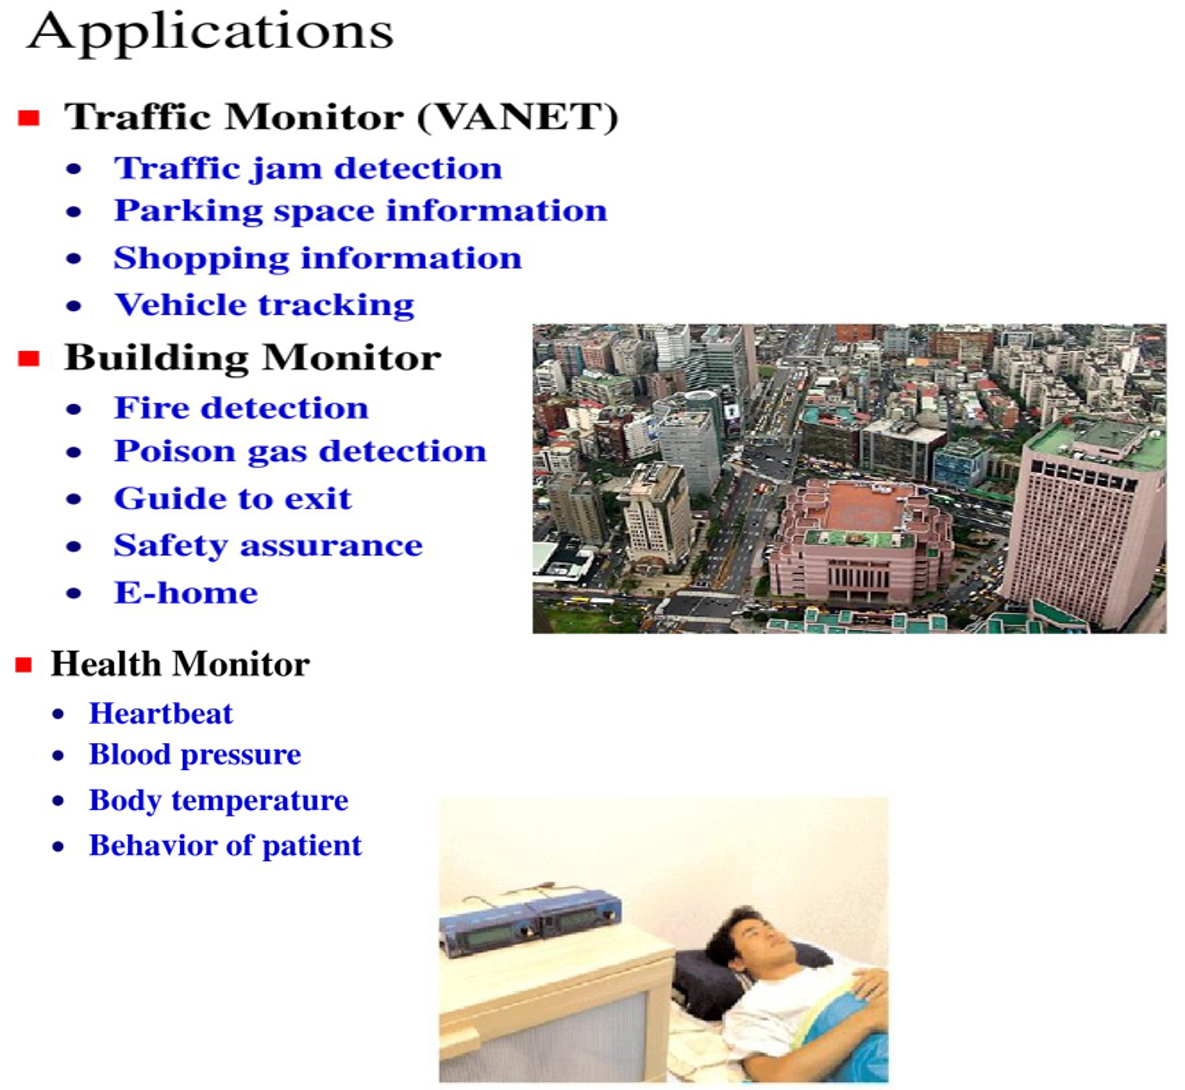 Applications
Traffic Monitor (VANET)
Traffic jam detection
Parking space information
Shopping information
Vehicle tracking
Building Monitor
Fire detection
Poison gas detection
Guide to exit
Safety assurance
E-home
Health Monitor
Heartbeat
Blood pressure
Body temperature
Behavior of patient